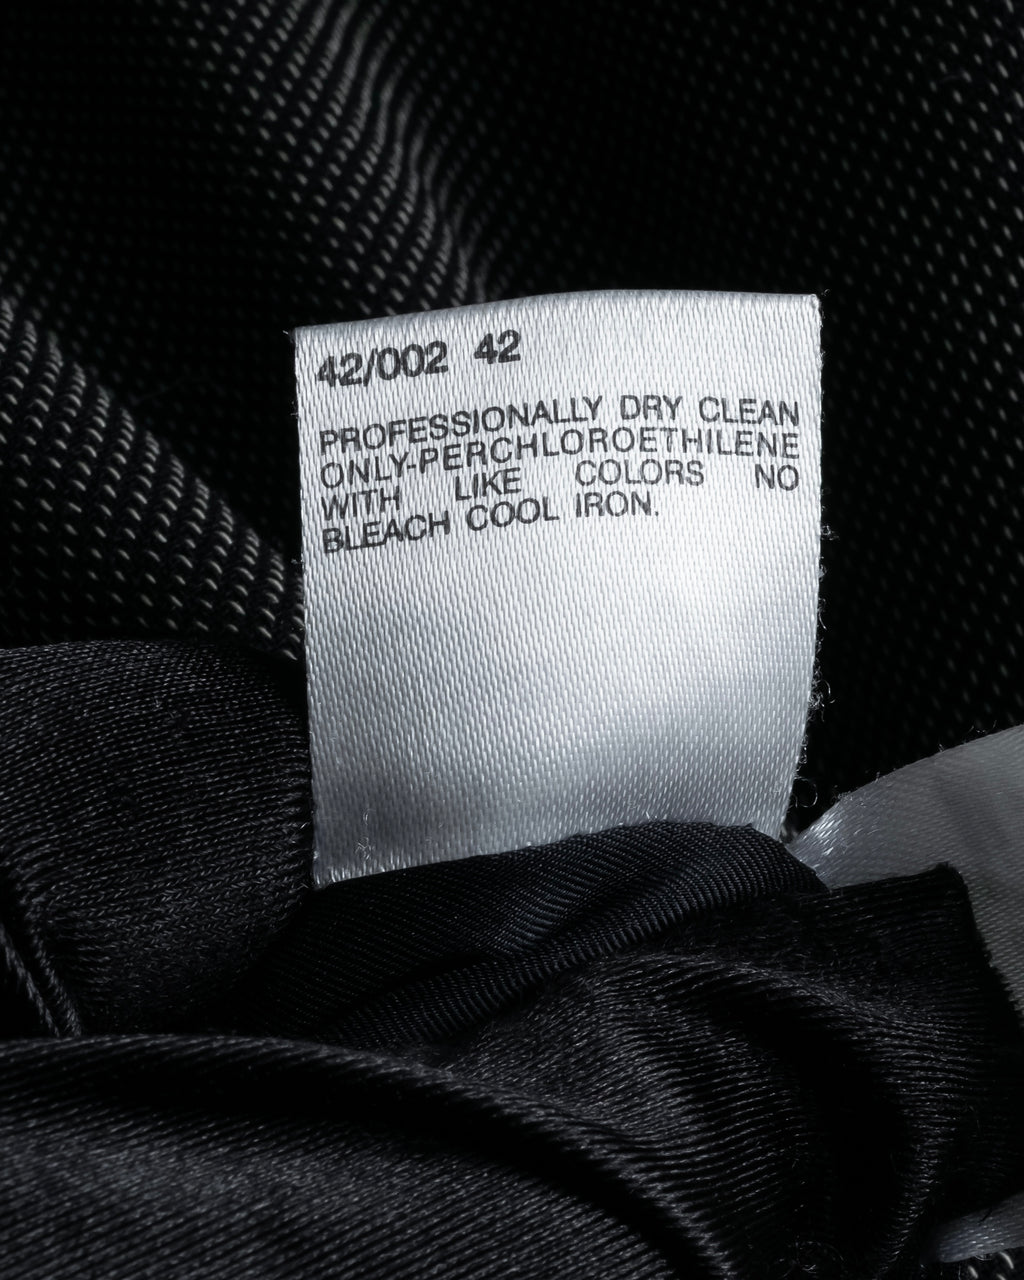 42/002 42
PROFESSIONALLY DRY CLEAN
ONLY-PERCHLOROETHILENE
WITH LIKE COLORS NO
BLEACH COOL IRON.